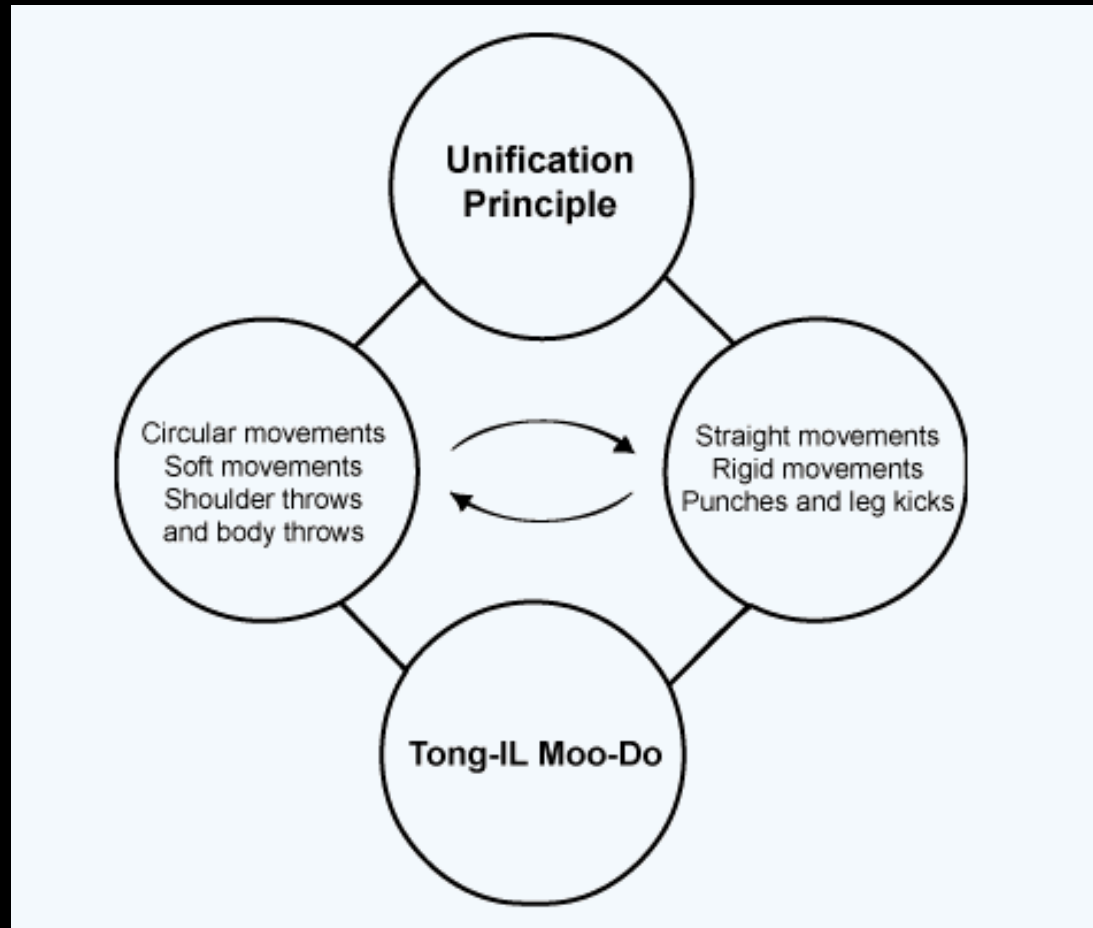 Unification
Principle
Circular movements
Soft movements
Shoulder throws
and body throws
Straight movements
Rigid movements
Punches and leg kicks
Tong-IL Moo-Do